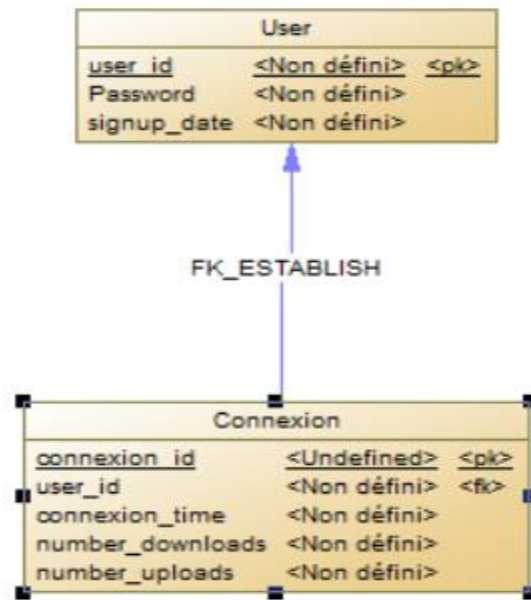 User
user_id <Non défini> <pk>
Password <Non défini>
signup_date <Non défini>
FK_ESTABLISH
Connexion
connexion_id <Undefined> <pk>
user_id <Non défini> <fk>
connexion_time <Non défini>
number_downloads <Non défini>
number_uploads <Non défini>